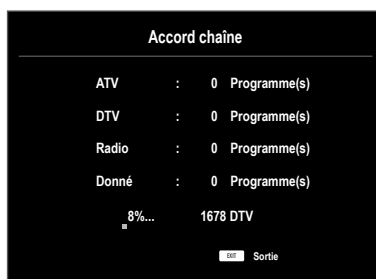 Accord chaîne
ATV : 0 Programme(s)
DTV : 0 Programme(s)
Radio : 0 Programme(s)
Donné : 0 Programme(s)
8%... 1678 DTV
EXIT Sortie